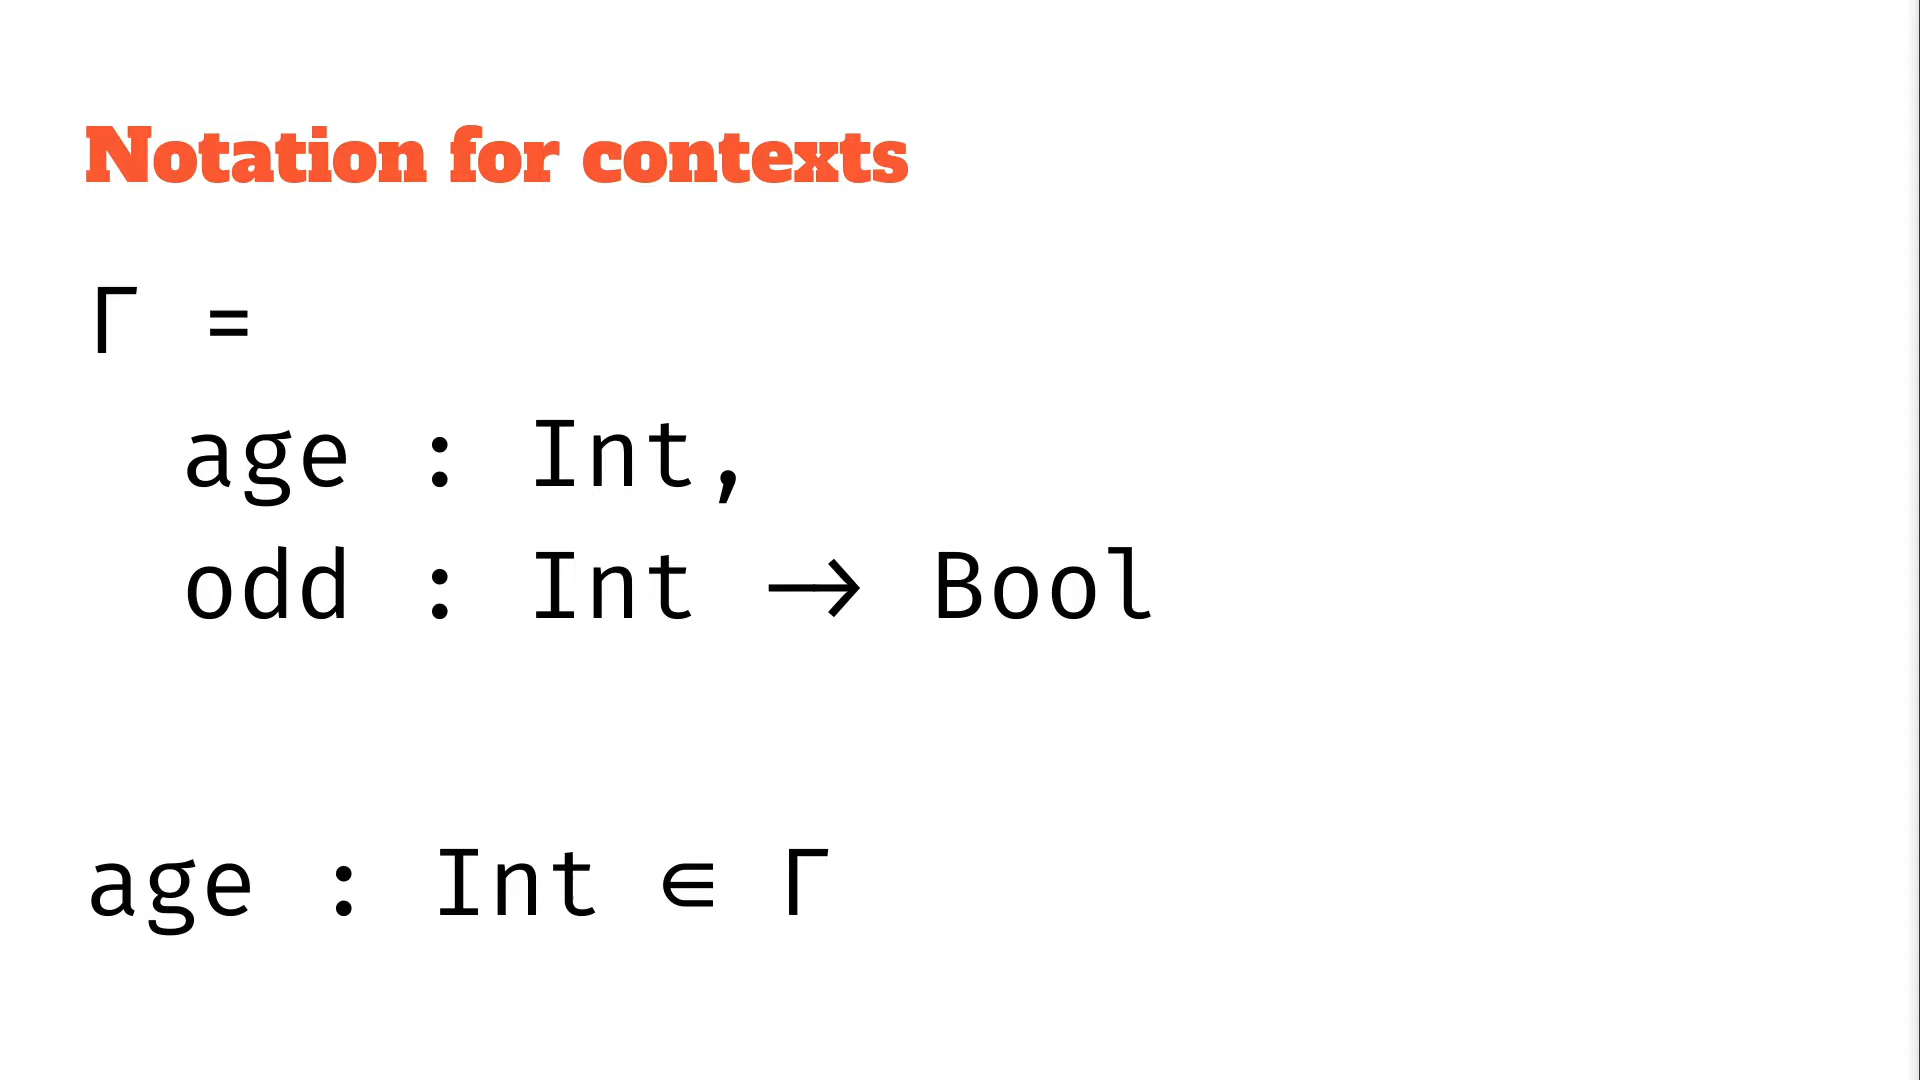 Notation for contexts
Γ =
age : Int,
odd : Int → Bool
age : Int ∈ Γ